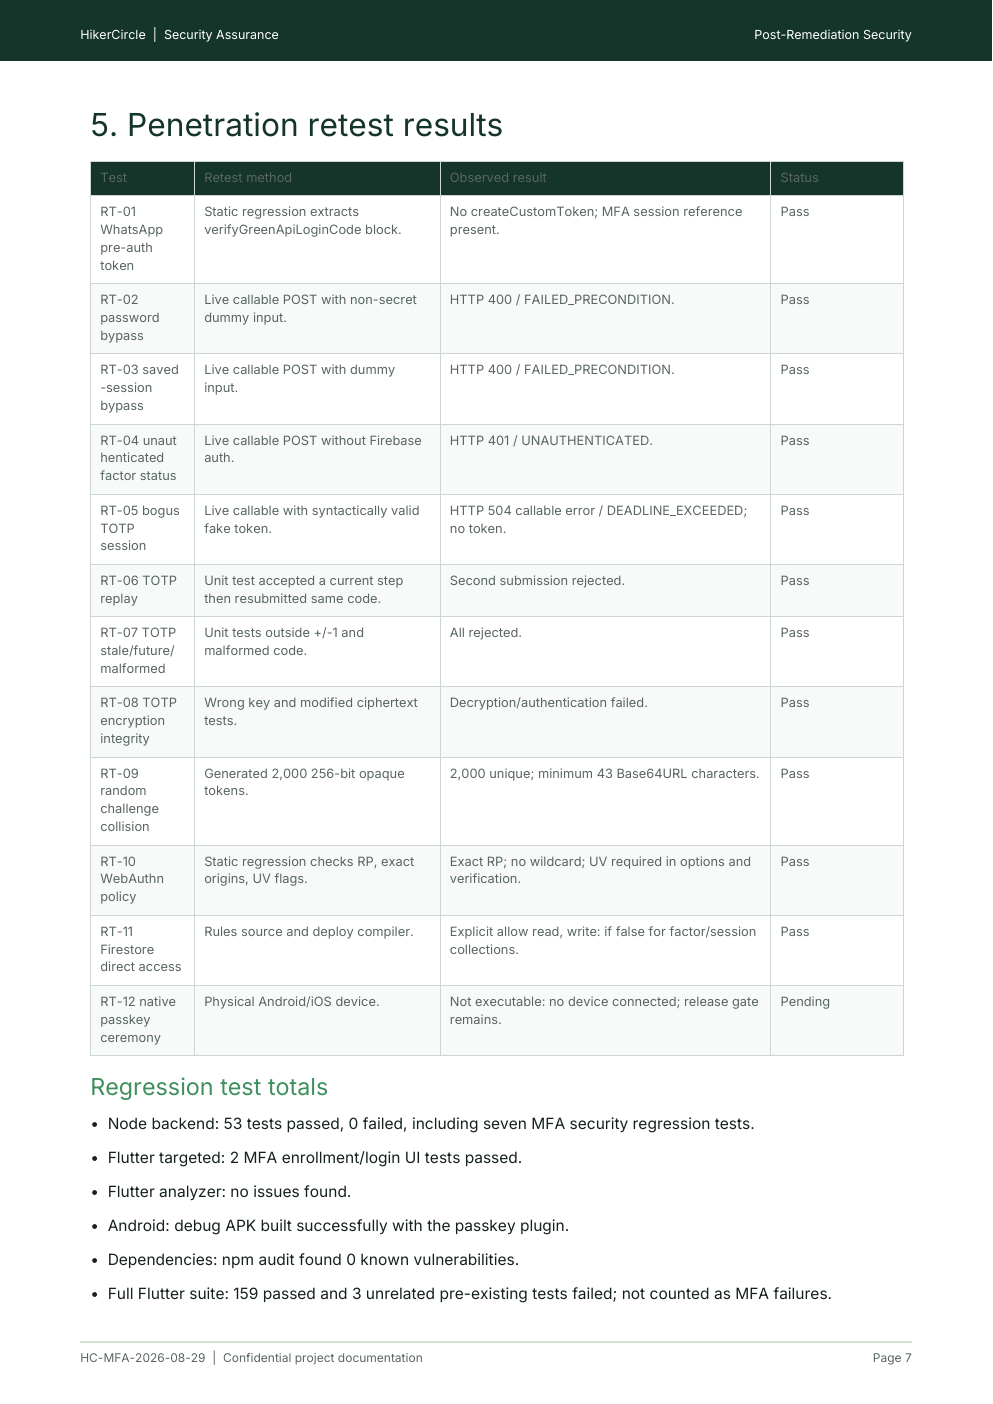 HikerCircle | Security Assurance
Post-Remediation Security
5. Penetration retest results
Test
Retest method
Observed result
Status
RT-01
WhatsApp
pre-auth
token
Static regression extracts
verifyGreenApiLoginCode block.
No createCustomToken; MFA session reference
present.
Pass
RT-02
password
bypass
Live callable POST with non-secret
dummy input.
HTTP 400 / FAILED_PRECONDITION.
Pass
RT-03 saved
-session
bypass
Live callable POST with dummy
input.
HTTP 400 / FAILED_PRECONDITION.
Pass
RT-04 unaut
henticated
factor status
Live callable POST without Firebase
auth.
HTTP 401 / UNAUTHENTICATED.
Pass
RT-05 bogus
TOTP
session
Live callable with syntactically valid
fake token.
HTTP 504 callable error / DEADLINE_EXCEEDED;
no token.
Pass
RT-06 TOTP
replay
Unit test accepted a current step
then resubmitted same code.
Second submission rejected.
Pass
RT-07 TOTP
stale/future/
malformed
Unit tests outside +/-1 and
malformed code.
All rejected.
Pass
RT-08 TOTP
encryption
integrity
Wrong key and modified ciphertext
tests.
Decryption/authentication failed.
Pass
RT-09
random
challenge
collision
Generated 2,000 256-bit opaque
tokens.
2,000 unique; minimum 43 Base64URL characters.
Pass
RT-10
WebAuthn
policy
Static regression checks RP, exact
origins, UV flags.
Exact RP; no wildcard; UV required in options and
verification.
Pass
RT-11
Firestore
direct access
Rules source and deploy compiler.
Explicit allow read, write: if false for factor/session
collections.
Pass
RT-12 native
passkey
ceremony
Physical Android/iOS device.
Not executable: no device connected; release gate
remains.
Pending
Regression test totals
• Node backend: 53 tests passed, 0 failed, including seven MFA security regression tests.
• Flutter targeted: 2 MFA enrollment/login UI tests passed.
• Flutter analyzer: no issues found.
• Android: debug APK built successfully with the passkey plugin.
• Dependencies: npm audit found 0 known vulnerabilities.
• Full Flutter suite: 159 passed and 3 unrelated pre-existing tests failed; not counted as MFA failures.
HC-MFA-2026-08-29 | Confidential project documentation
Page 7